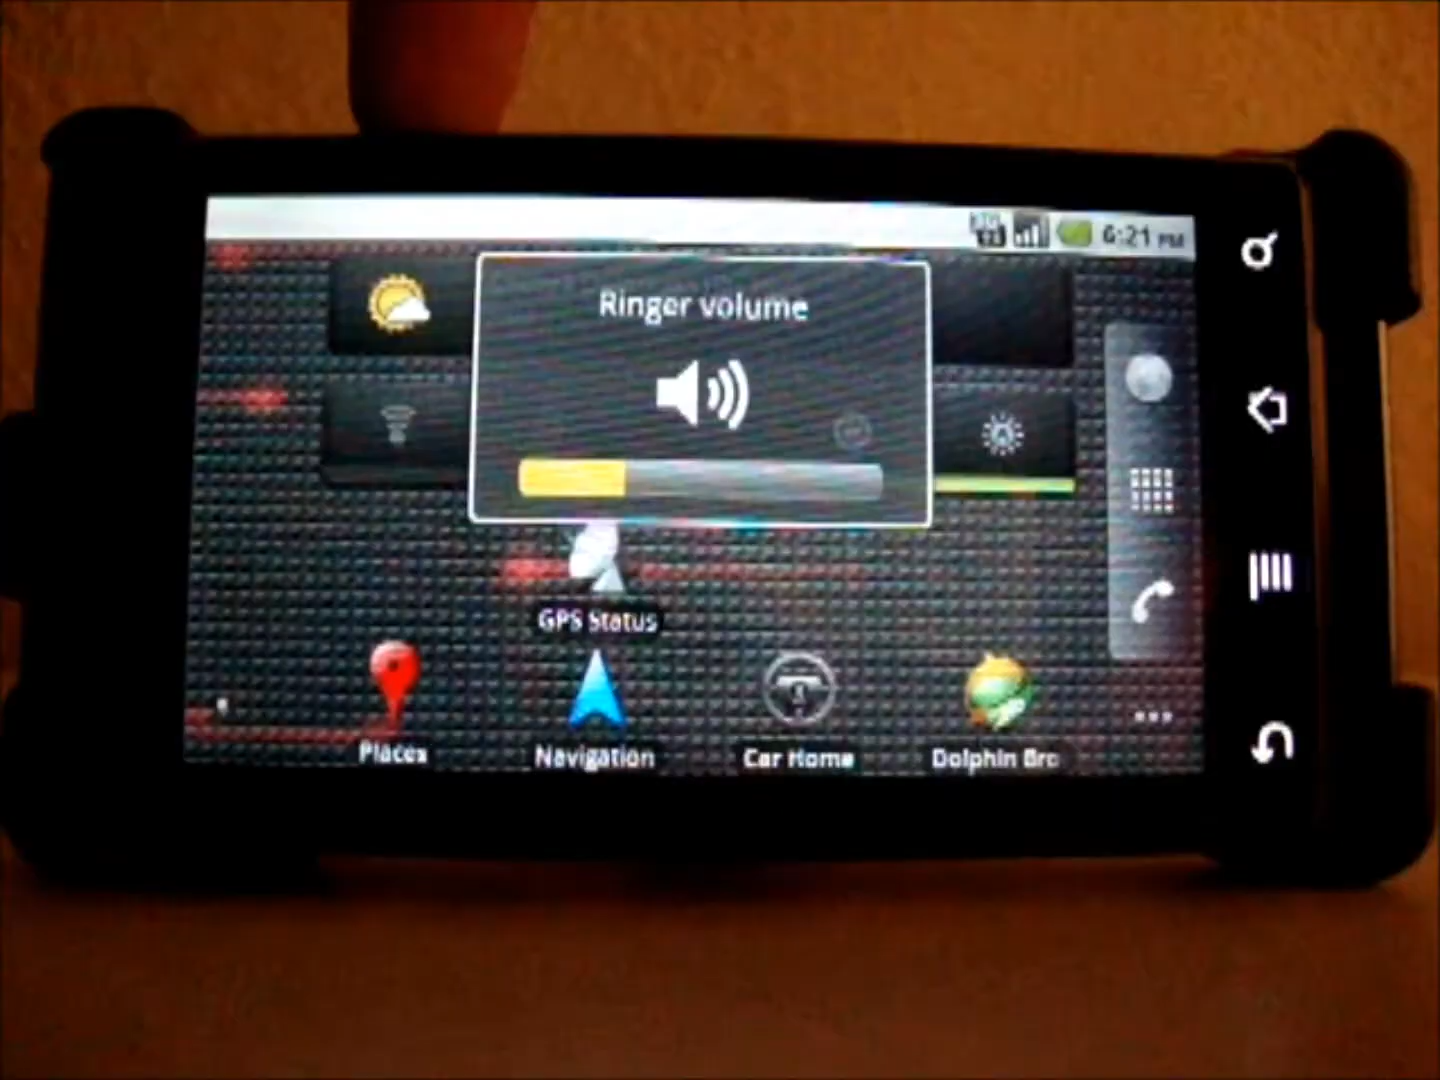 6:21 PM
Ringer volume
GPS Status
Places
Navigation
Car Home
Dolphin Bro